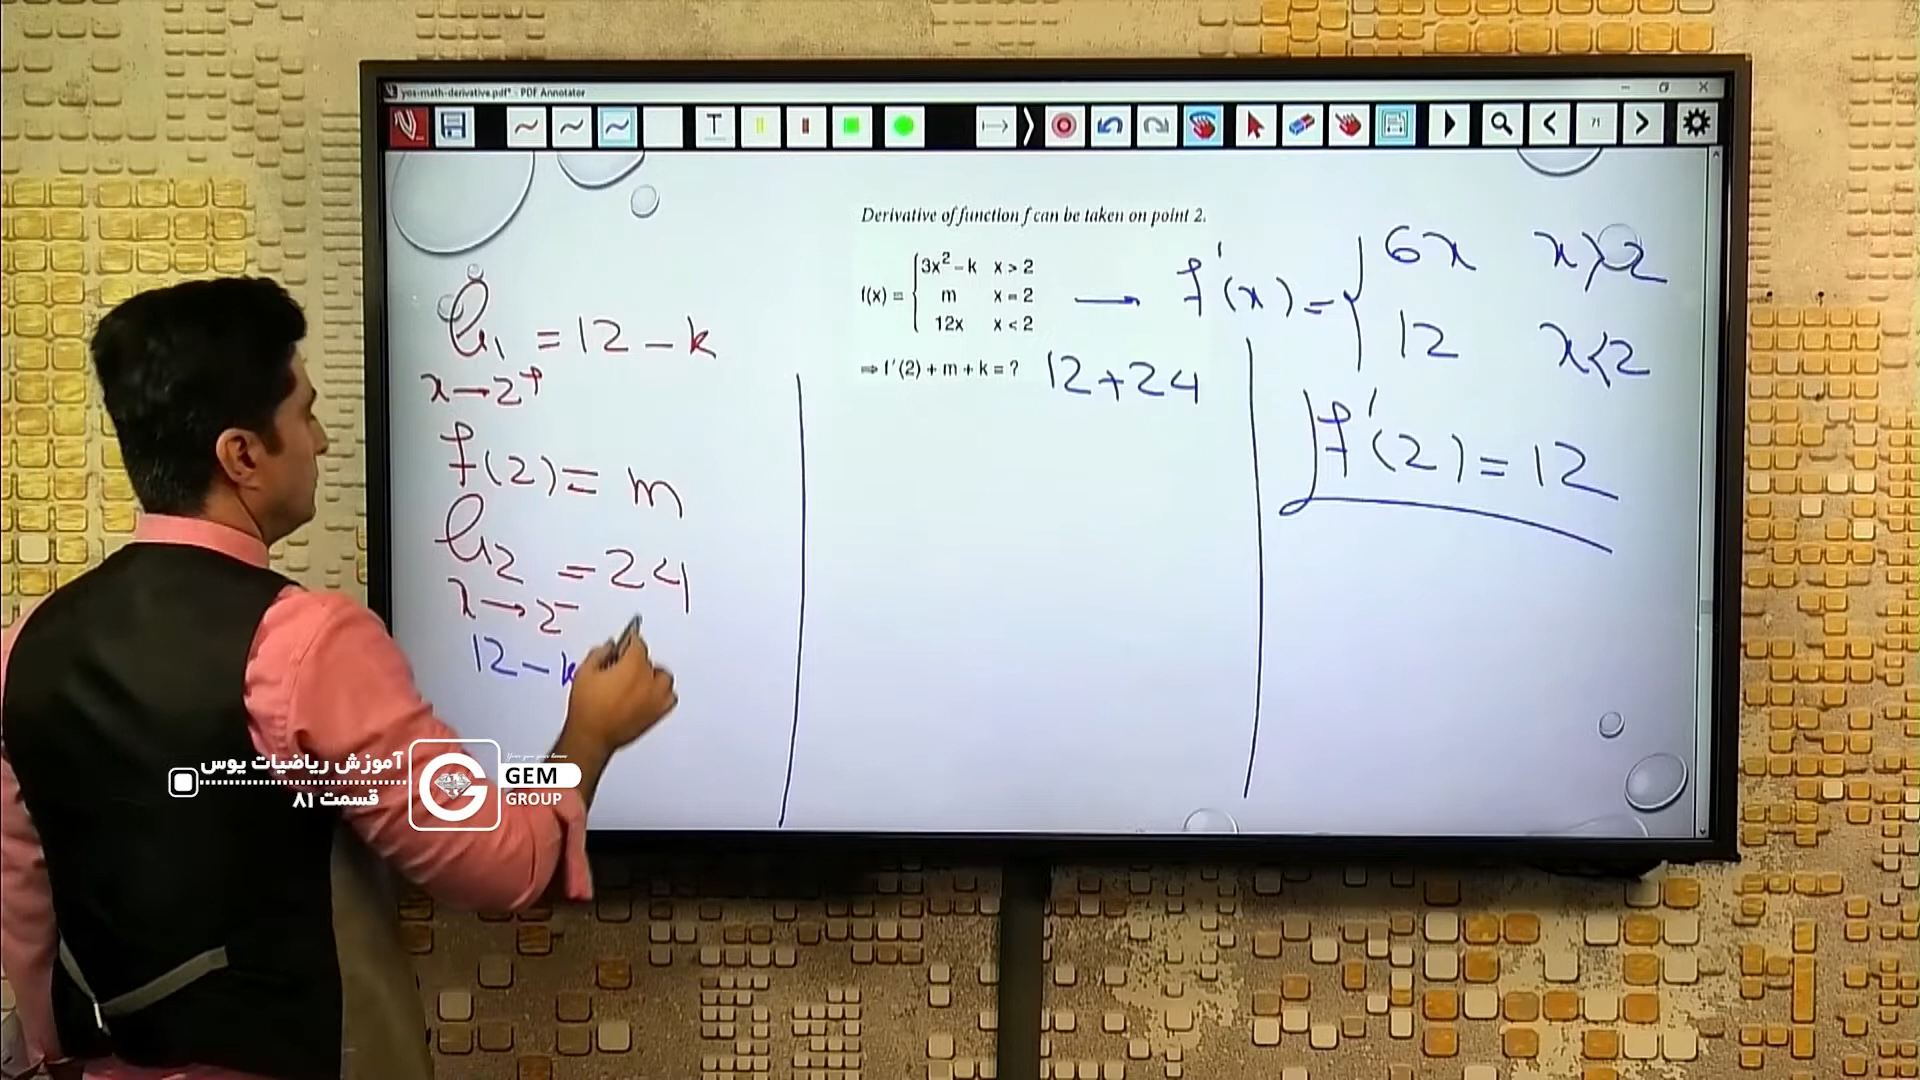 yos-math-derivative.pdf* - PDF Annotator
T
71
Derivative of function f can be taken on point 2.
f(x) = { 3x² – k x > 2
m x = 2
12x x < 2
⇒ f′(2) + m + k = ?
12+24
→ f′(x) = { 6x x>2
12 x<2
f′(2) = 12
l₁ = 12 – k
x→2⁺
f(2) = m
l₂ = 24
x→2⁻
12 – k
آموزش ریاضیات یوس
قسمت ۸۱
G
GEM
GROUP